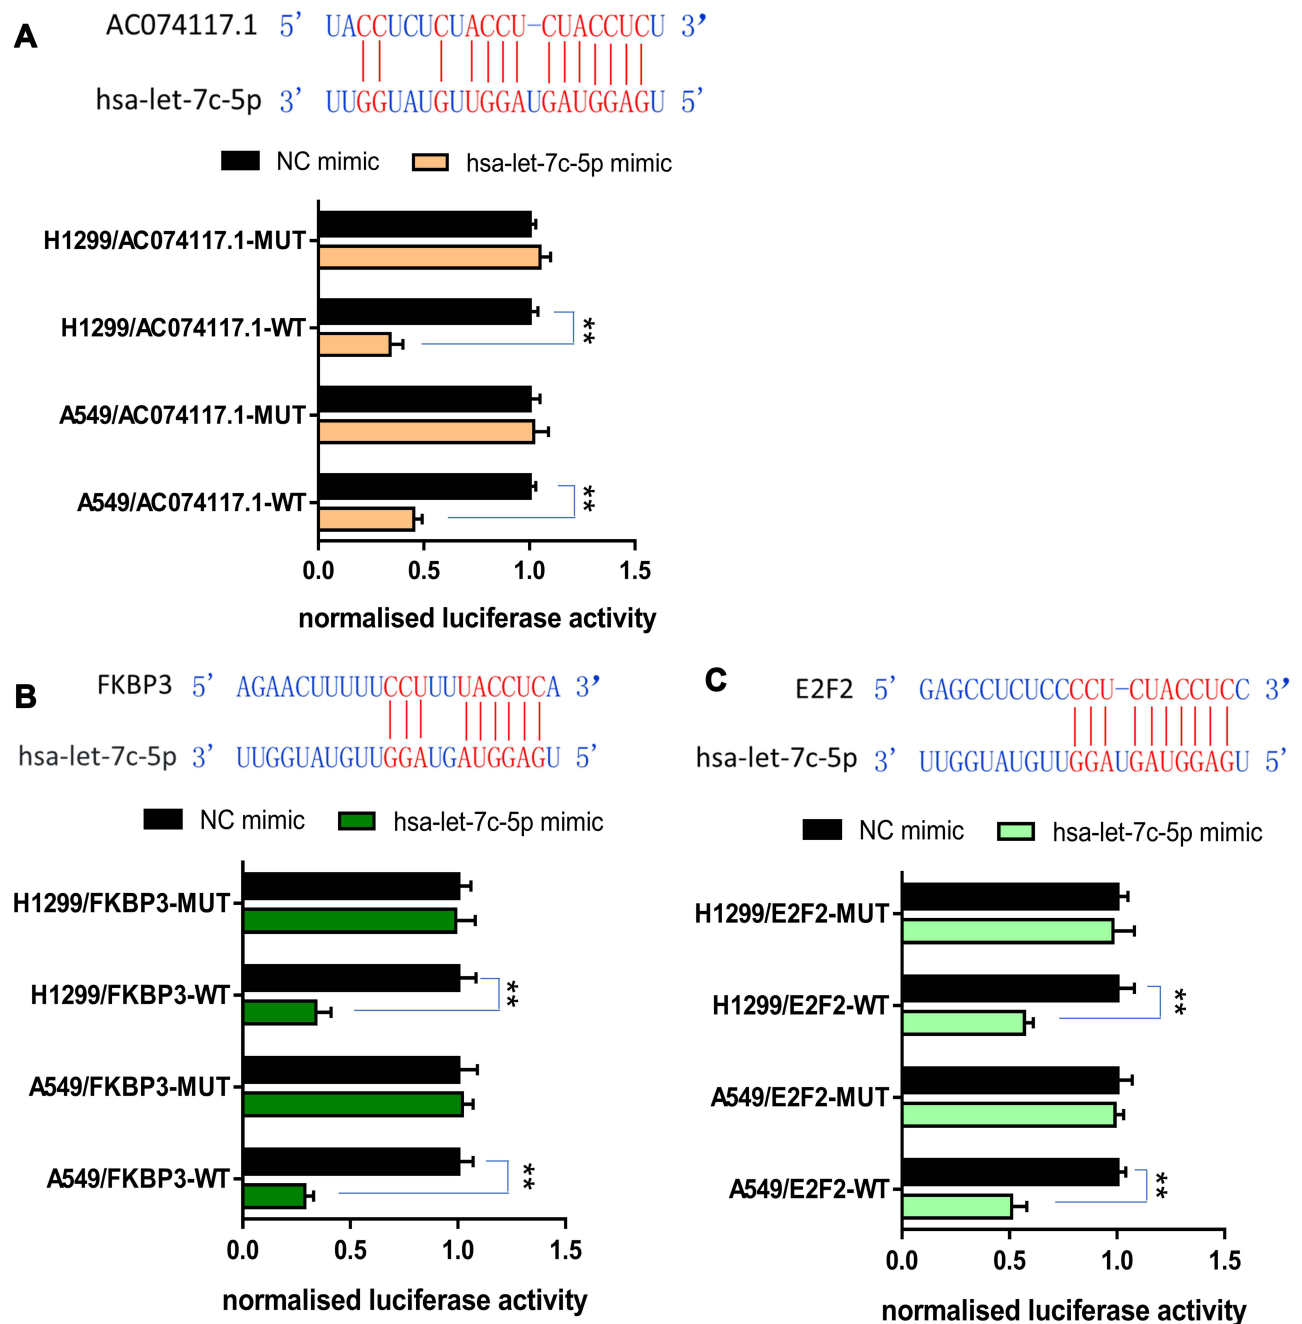 A
AC074117.1 5' UACCUCUCUACCU-CUACCUCU 3'
hsa-let-7c-5p 3' UUGGUAUGUUGGAUGAUGGAGU 5'
NC mimic hsa-let-7c-5p mimic
H1299/AC074117.1-MUT
H1299/AC074117.1-WT
**
A549/AC074117.1-MUT
A549/AC074117.1-WT
**
0.0 0.5 1.0 1.5
normalised luciferase activity
B
FKBP3 5' AGAACUUUUUCCUUUUACCUCA 3'
hsa-let-7c-5p 3' UUGGUAUGUUGGAUGAUGGAGU 5'
NC mimic hsa-let-7c-5p mimic
H1299/FKBP3-MUT
H1299/FKBP3-WT
**
A549/FKBP3-MUT
A549/FKBP3-WT
**
0.0 0.5 1.0 1.5
normalised luciferase activity
C
E2F2 5' GAGCCUCUCCCCU-CUACCUCC 3'
hsa-let-7c-5p 3' UUGGUAUGUUGGAUGAUGGAGU 5'
NC mimic hsa-let-7c-5p mimic
H1299/E2F2-MUT
H1299/E2F2-WT
**
A549/E2F2-MUT
A549/E2F2-WT
**
0.0 0.5 1.0 1.5
normalised luciferase activity